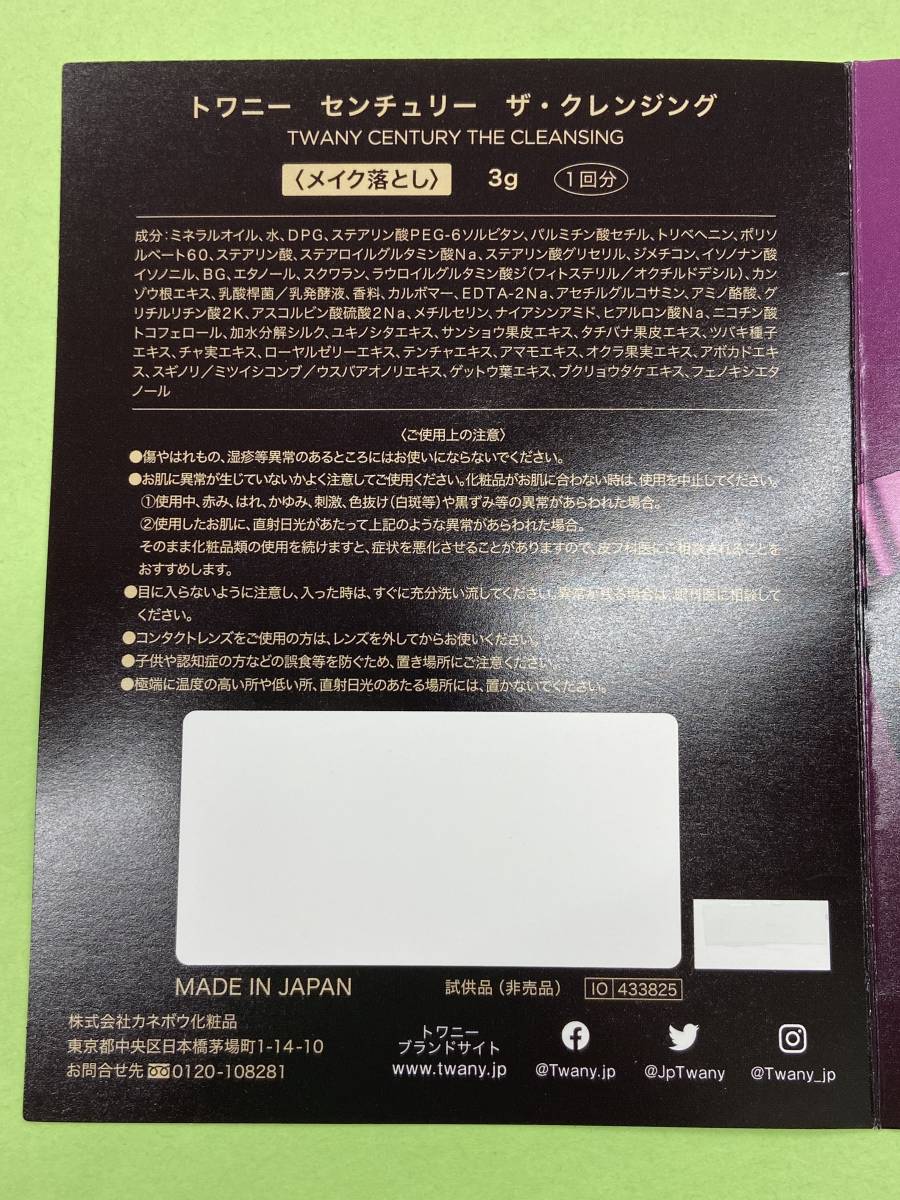 トワニー センチュリー ザ・クレンジング
TWANY CENTURY THE CLEANSING
〈メイク落とし〉 3g 1回分
成分:ミネラルオイル、水、DPG、ステアリン酸PEG-6ソルビタン、パルミチン酸セチル、トリベヘニン、ポリソ
ルベート60、ステアリン酸、ステアロイルグルタミン酸Na、ステアリン酸グリセリル、ジメチコン、イソノナン酸
イソノニル、BG、エタノール、スクワラン、ラウロイルグルタミン酸ジ(フィトステリル/オクチルドデシル)、カン
ゾウ根エキス、乳酸桿菌/乳発酵液、香料、カルボマー、EDTA-2Na、アセチルグルコサミン、アミノ酪酸、グ
リチルリチン酸2K、アスコルビン酸硫酸2Na、メチルセリン、ナイアシンアミド、ヒアルロン酸Na、ニコチン酸
トコフェロール、加水分解シルク、ユキノシタエキス、サンショウ果皮エキス、タチバナ果皮エキス、ツバキ種子
エキス、チャ実エキス、ローヤルゼリーエキス、テンチャエキス、アマモエキス、オクラ果実エキス、アボカドエキ
ス、スギノリ/ミツイシコンブ/ウスバアオノリエキス、ゲットウ葉エキス、ブクリョウタケエキス、フェノキシエタ
ノール
〈ご使用上の注意〉
●傷やはれもの、湿疹等異常のあるところにはお使いにならないでください。
●お肌に異常が生じていないかよく注意してご使用ください。化粧品がお肌に合わない時は、使用を中止してください。
①使用中、赤み、はれ、かゆみ、刺激、色抜け(白斑等)や黒ずみ等の異常があらわれた場合。
②使用したお肌に、直射日光があたって上記のような異常があらわれた場合。
そのまま化粧品類の使用を続けますと、症状を悪化させることがありますので、皮フ科医にご相談されることを
おすすめします。
●目に入らないように注意し、入った時は、すぐに充分洗い流してください。異常が残る場合は、眼科医に相談して
ください。
●コンタクトレンズをご使用の方は、レンズを外してからお使いください。
●子供や認知症の方などの誤食等を防ぐため、置き場所にご注意ください。
●極端に温度の高い所や低い所、直射日光のあたる場所には、置かないでください。
MADE IN JAPAN 試供品(非売品) IO 433825
株式会社カネボウ化粧品
東京都中央区日本橋茅場町1-14-10
お問合せ先 0120-108281
トワニー
ブランドサイト
www.twany.jp
@Twany.jp
@JpTwany
@Twany_jp